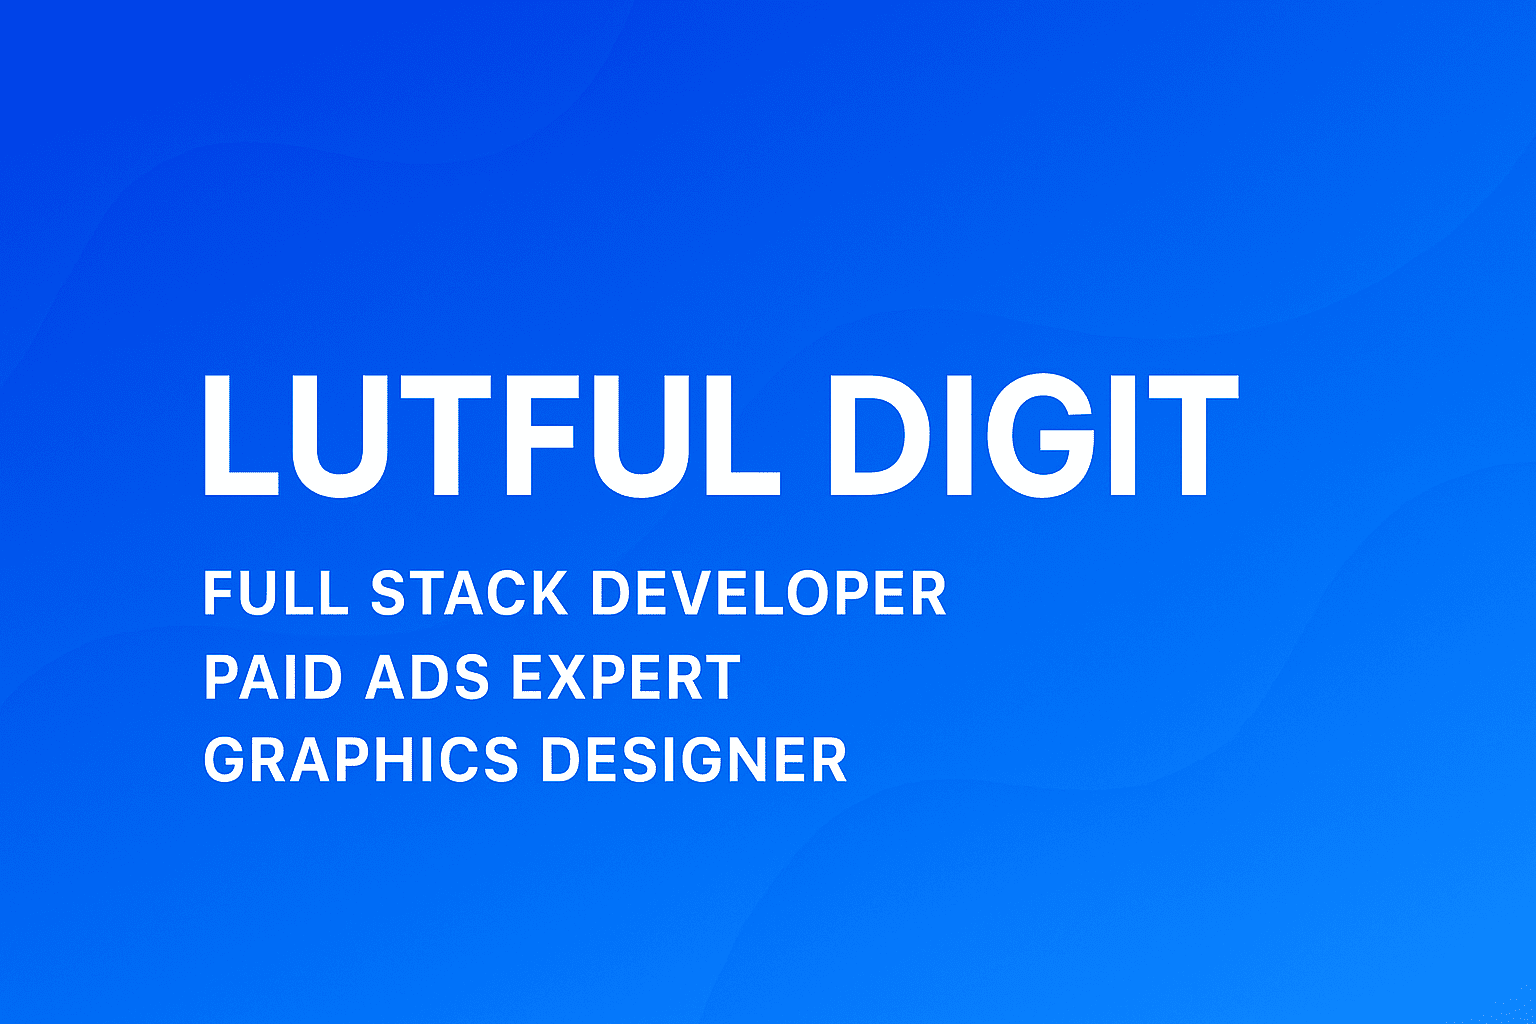 LUTFUL DIGIT
FULL STACK DEVELOPER
PAID ADS EXPERT
GRAPHICS DESIGNER